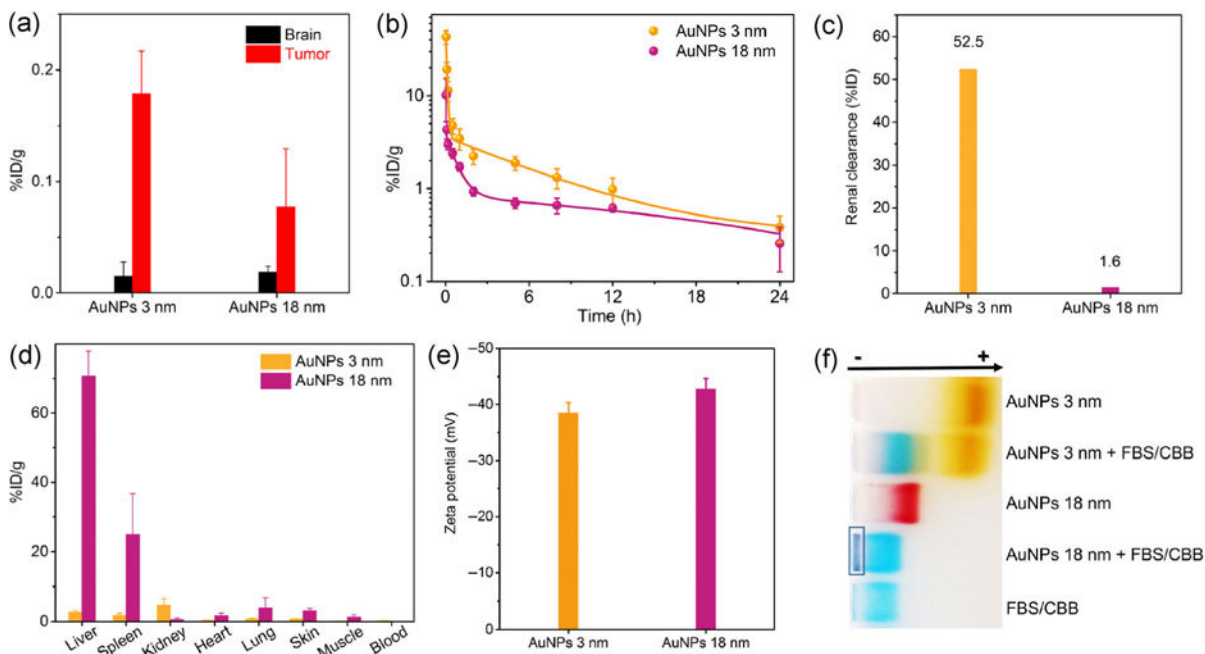 (a)
Brain
Tumor
0.2
0.1
0.0
%ID/g
AuNPs 3 nm
AuNPs 18 nm
(b)
AuNPs 3 nm
AuNPs 18 nm
10
1
0.1
%ID/g
0
6
12
18
24
Time (h)
(c)
52.5
1.6
60
50
40
30
20
10
0
Renal clearance (%ID)
AuNPs 3 nm
AuNPs 18 nm
(d)
AuNPs 3 nm
AuNPs 18 nm
60
40
20
0
%ID/g
Liver
Spleen
Kidney
Heart
Lung
Skin
Muscle
Blood
(e)
–50
–40
–30
–20
–10
0
Zeta potential (mV)
AuNPs 3 nm
AuNPs 18 nm
(f)
- +
AuNPs 3 nm
AuNPs 3 nm + FBS/CBB
AuNPs 18 nm
AuNPs 18 nm + FBS/CBB
FBS/CBB